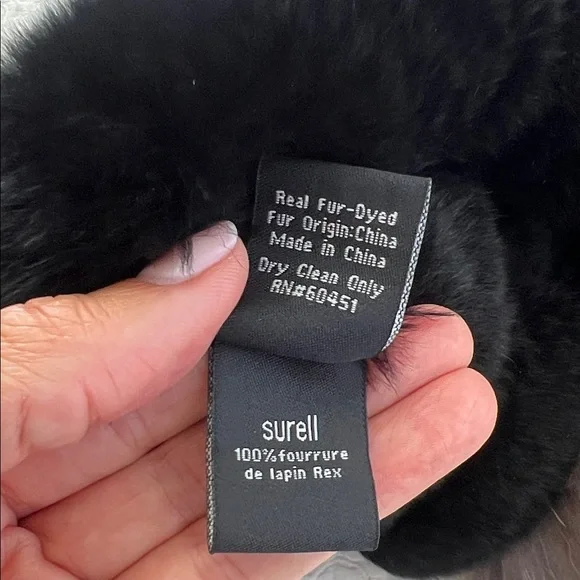 Real Fur-Dyed
Fur Origin:China
Made in China
Dry Clean Only
RN#60451
surell
100%fourrure
de lapin Rex